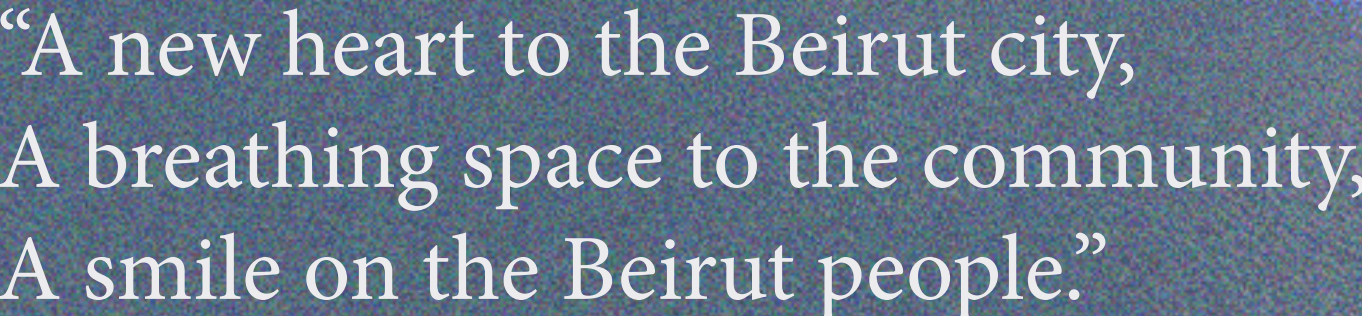 “A new heart to the Beirut city,
A breathing space to the community,
A smile on the Beirut people.”